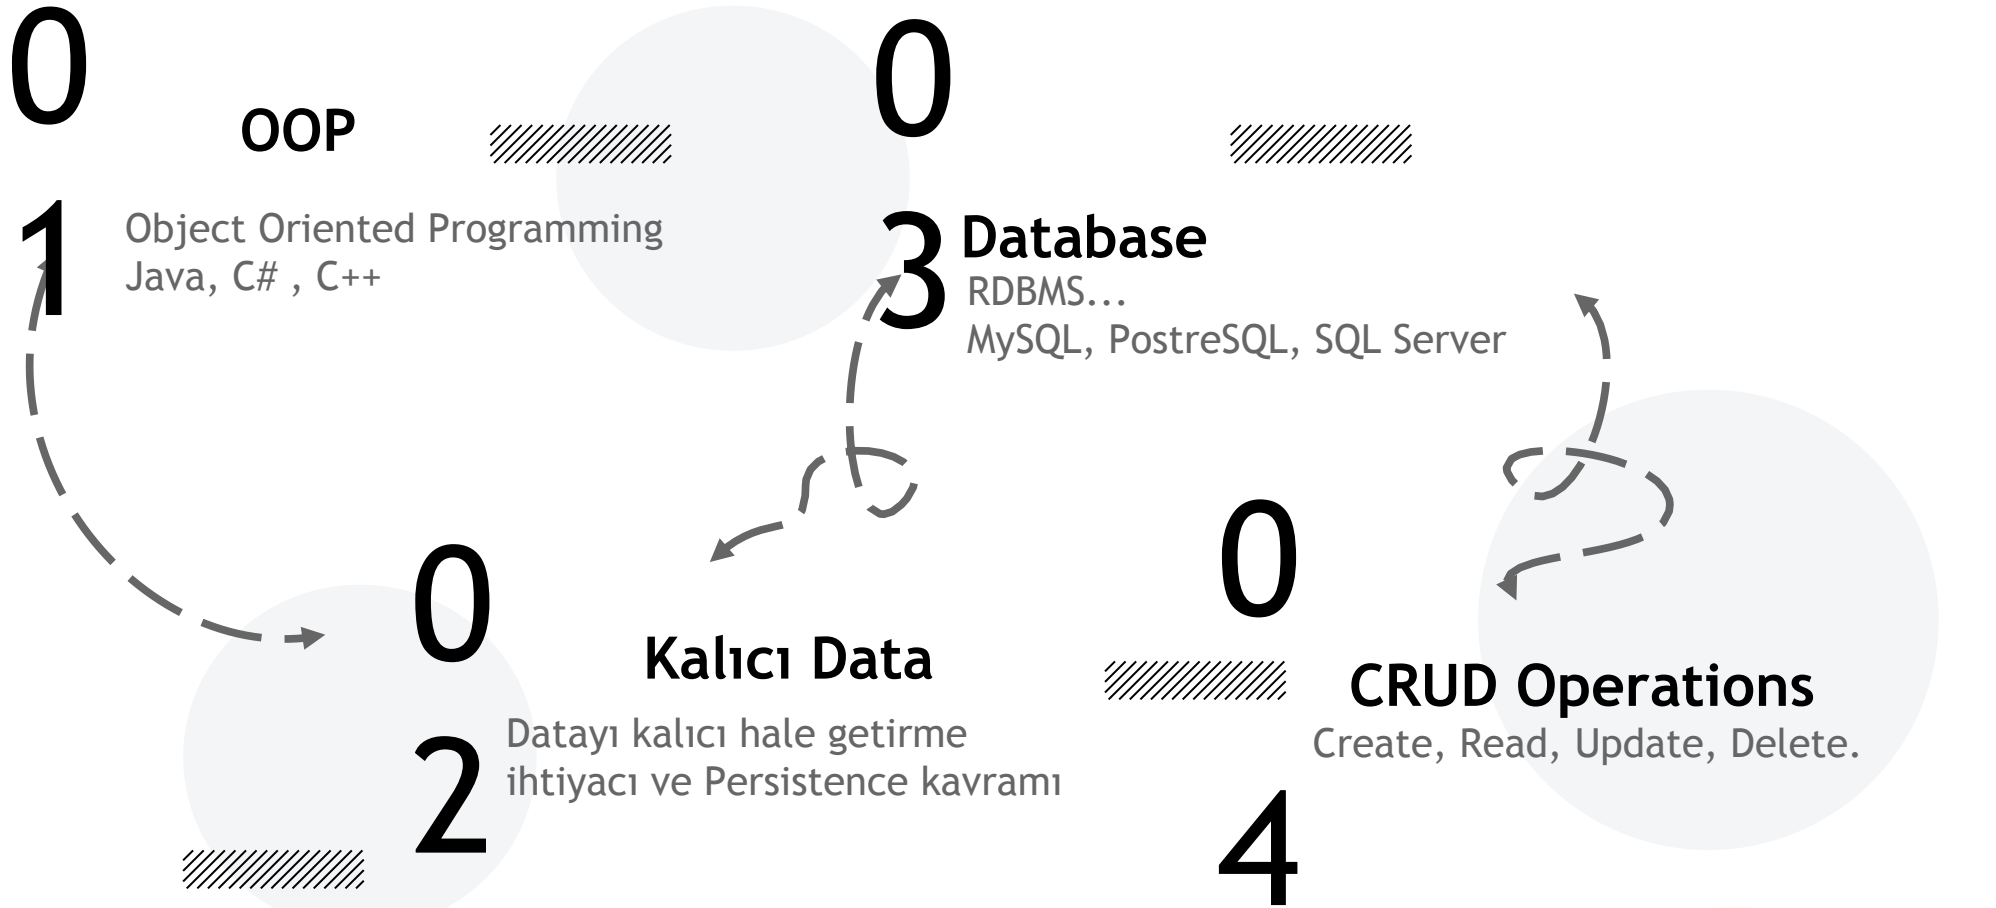 01
OOP
Object Oriented Programming
Java, C# , C++
02
Kalıcı Data
Datayı kalıcı hale getirme
ihtiyacı ve Persistence kavramı
03
Database
RDBMS...
MySQL, PostreSQL, SQL Server
04
CRUD Operations
Create, Read, Update, Delete.